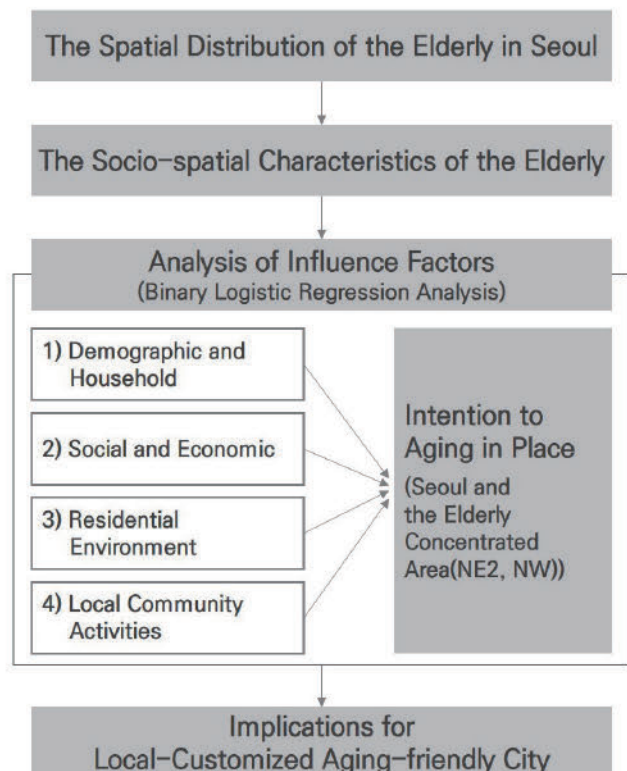 The Spatial Distribution of the Elderly in Seoul
The Socio-spatial Characteristics of the Elderly
Analysis of Influence Factors
(Binary Logistic Regression Analysis)
1) Demographic and
Household
2) Social and Economic
3) Residential
Environment
4) Local Community
Activities
Intention to
Aging in Place
(Seoul and
the Elderly
Concentrated
Area(NE2, NW))
Implications for
Local-Customized Aging-friendly City